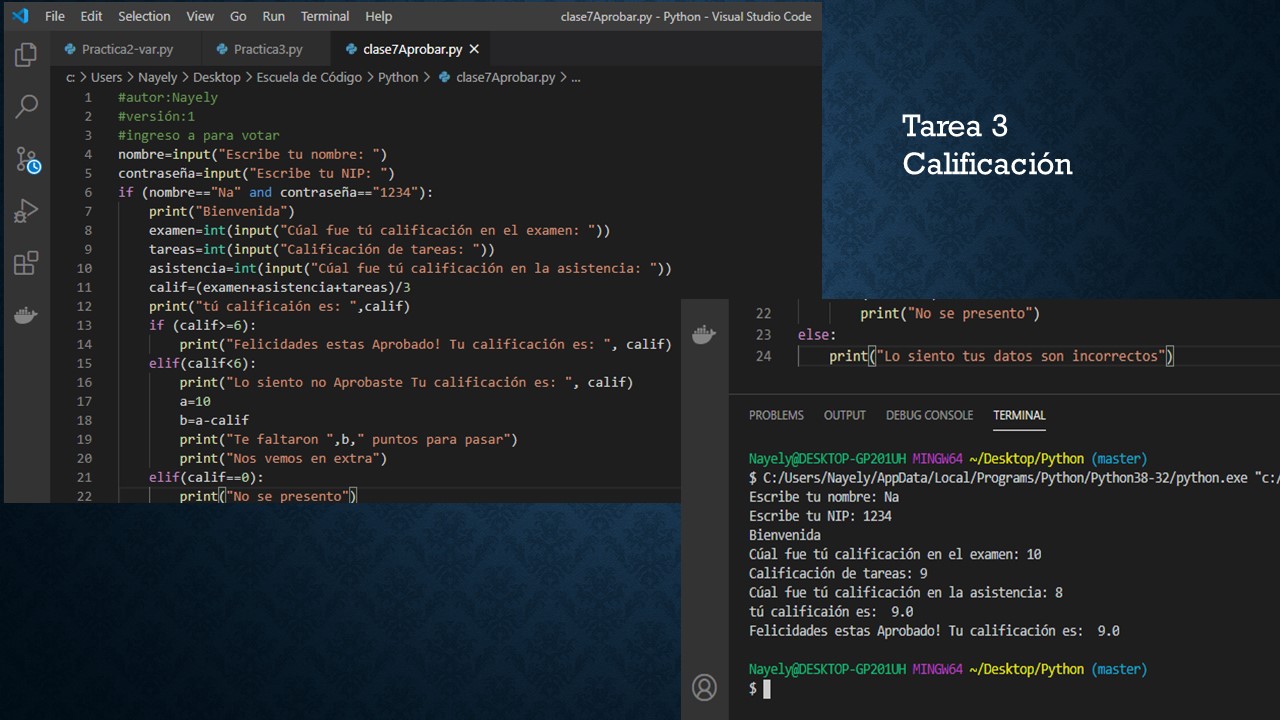 File Edit Selection View Go Run Terminal Help clase7Aprobar.py - Python - Visual Studio Code
Practica2-var.py Practica3.py clase7Aprobar.py ×
c: > Users > Nayely > Desktop > Escuela de Código > Python > clase7Aprobar.py > ...
1 #autor:Nayely
2 #versión:1
3 #ingreso a para votar
4 nombre=input("Escribe tu nombre: ")
5 contraseña=input("Escribe tu NIP: ")
6 if (nombre=="Na" and contraseña=="1234"):
7 print("Bienvenida")
8 examen=int(input("Cúal fue tú calificación en el examen: "))
9 tareas=int(input("Calificación de tareas: "))
10 asistencia=int(input("Cúal fue tú calificación en la asistencia: "))
11 calif=(examen+asistencia+tareas)/3
12 print("tú calificaión es: ",calif)
13 if (calif>=6):
14 print("Felicidades estas Aprobado! Tu calificación es: ", calif)
15 elif(calif<6):
16 print("Lo siento no Aprobaste Tu calificación es: ", calif)
17 a=10
18 b=a-calif
19 print("Te faltaron ",b," puntos para pasar")
20 print("Nos vemos en extra")
21 elif(calif==0):
22 print("No se presento")
Tarea 3
Calificación
22 print("No se presento")
23 else:
24 print("Lo siento tus datos son incorrectos")
PROBLEMS OUTPUT DEBUG CONSOLE TERMINAL
Nayely@DESKTOP-GP201UH MINGW64 ~/Desktop/Python (master)
$ C:/Users/Nayely/AppData/Local/Programs/Python/Python38-32/python.exe "c:/
Escribe tu nombre: Na
Escribe tu NIP: 1234
Bienvenida
Cúal fue tú calificación en el examen: 10
Calificación de tareas: 9
Cúal fue tú calificación en la asistencia: 8
tú calificaión es:  9.0
Felicidades estas Aprobado! Tu calificación es:  9.0
Nayely@DESKTOP-GP201UH MINGW64 ~/Desktop/Python (master)
$